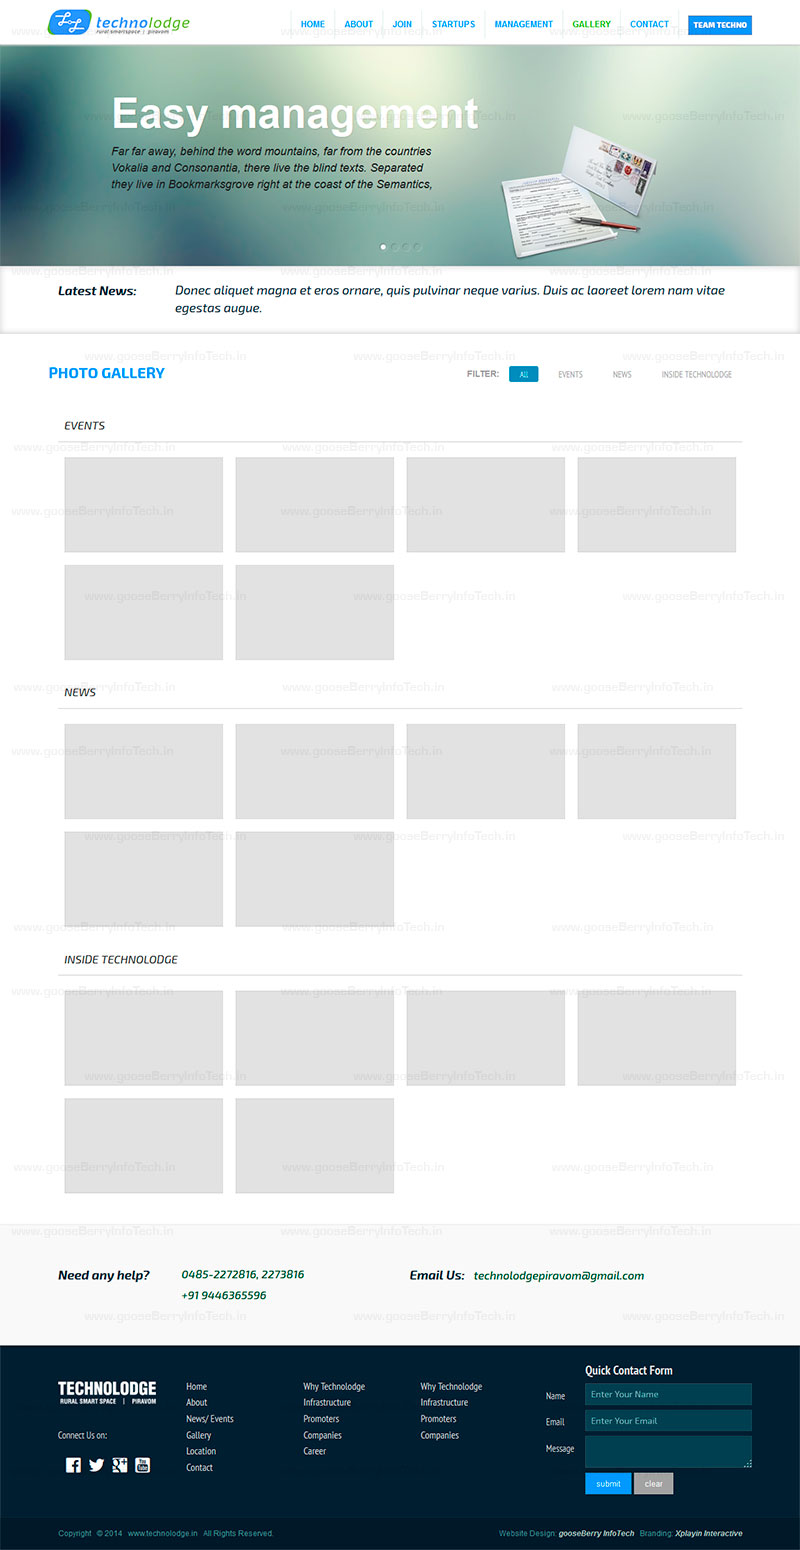 technolodge
rural smartspace | piravom
HOME ABOUT JOIN STARTUPS MANAGEMENT GALLERY CONTACT TEAM TECHNO
Easy management
Far far away, behind the word mountains, far from the countries
Vokalia and Consonantia, there live the blind texts. Separated
they live in Bookmarksgrove right at the coast of the Semantics,
Latest News: Donec aliquet magna et eros ornare, quis pulvinar neque varius. Duis ac laoreet lorem nam vitae
egestas augue.
www.gooseBerryInfoTech.in
PHOTO GALLERY
FILTER: All EVENTS NEWS INSIDE TECHNOLODGE
EVENTS
NEWS
INSIDE TECHNOLODGE
Need any help? 0485-2272816, 2273816
+91 9446365596
Email Us: technolodgepiravom@gmail.com
TECHNOLODGE
RURAL SMART SPACE | PIRAVOM
Connect Us on:
You
Tube
Home
About
News/ Events
Gallery
Location
Contact
Why Technolodge
Infrastructure
Promoters
Companies
Career
Why Technolodge
Infrastructure
Promoters
Companies
Quick Contact Form
Name Enter Your Name
Email Enter Your Email
Message
submit clear
Copyright © 2014 www.technolodge.in All Rights Reserved.
Website Design: gooseBerry InfoTech Branding: Xplayin Interactive